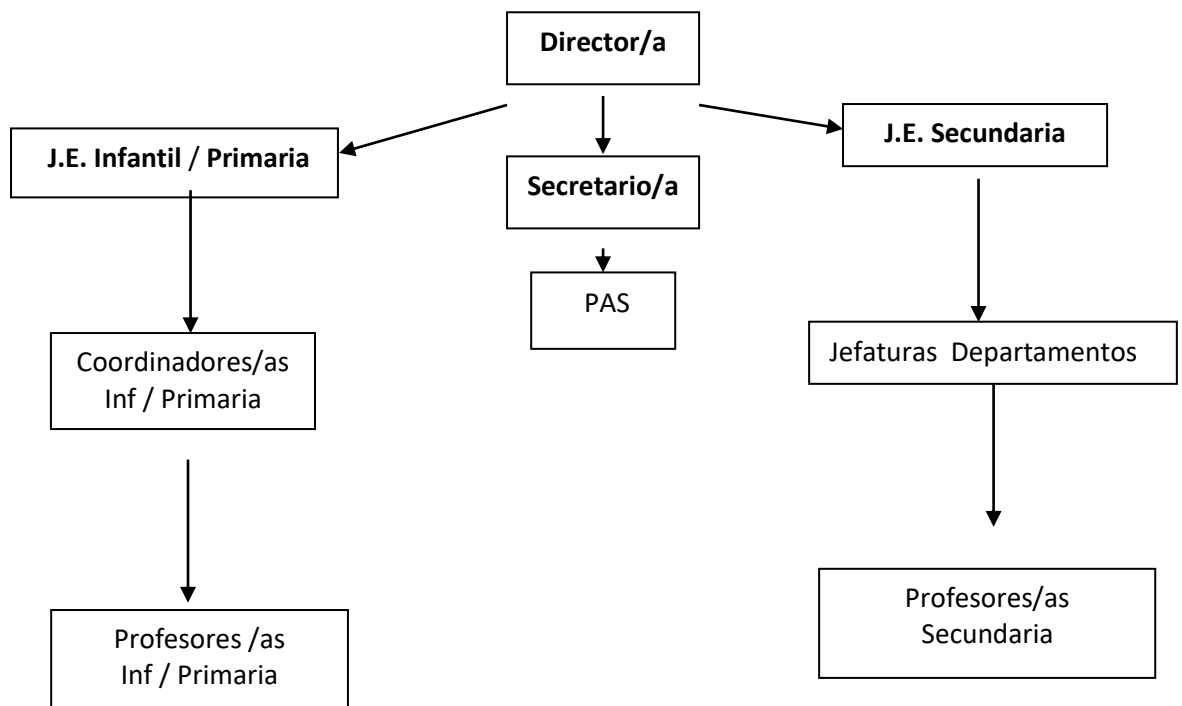 Director/a
J.E. Infantil / Primaria
J.E. Secundaria
Secretario/a
PAS
Coordinadores/as
Inf / Primaria
Jefaturas Departamentos
Profesores /as
Inf / Primaria
Profesores/as
Secundaria